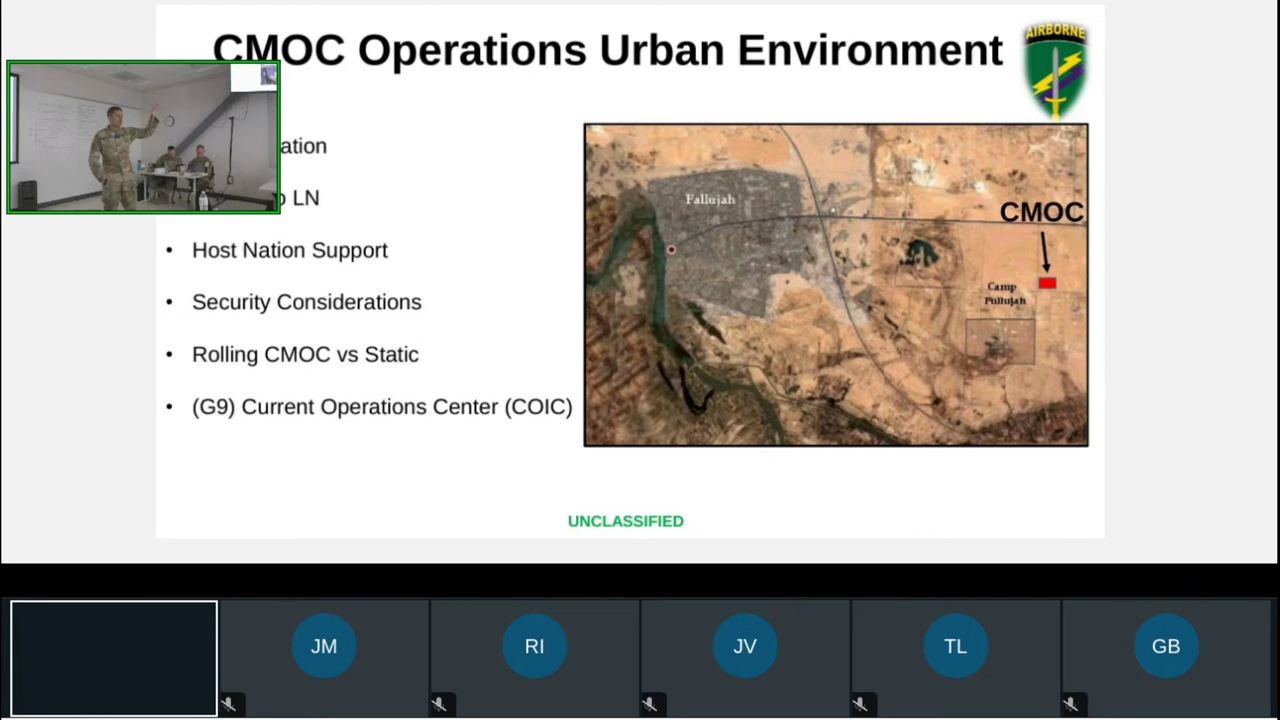 CMOC Operations Urban Environment
AIRBORNE
ation
LN
• Host Nation Support
• Security Considerations
• Rolling CMOC vs Static
• (G9) Current Operations Center (COIC)
Fallujah
CMOC
Camp
Fullujah
UNCLASSIFIED
JM
RI
JV
TL
GB